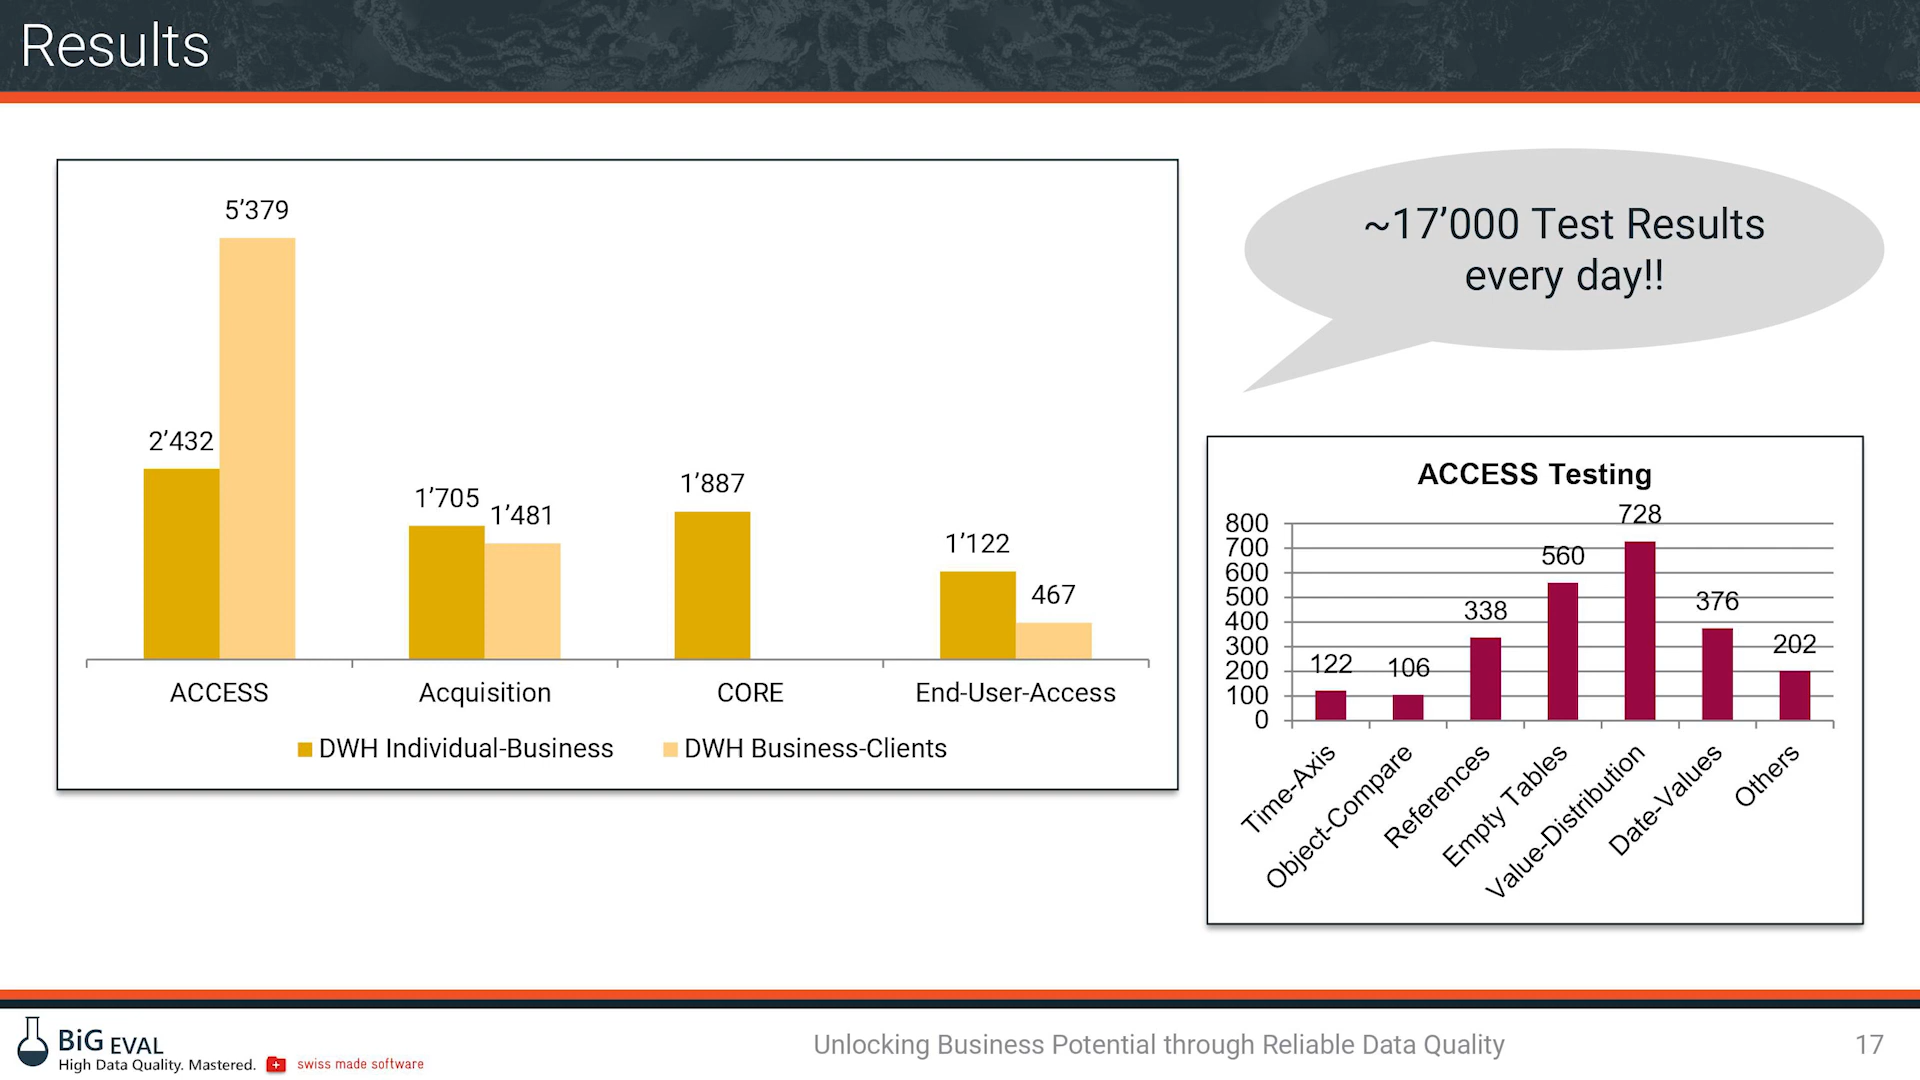 Results
5’379
2’432
1’705
1’481
1’887
1’122
467
ACCESS
Acquisition
CORE
End-User-Access
DWH Individual-Business
DWH Business-Clients
~17’000 Test Results
every day!!
ACCESS Testing
800
700
600
500
400
300
200
100
0
122
106
338
560
728
376
202
Time-Axis
Object-Compare
References
Empty Tables
Value-Distribution
Date-Values
Others
BiG EVAL
High Data Quality. Mastered.
swiss made software
Unlocking Business Potential through Reliable Data Quality
17